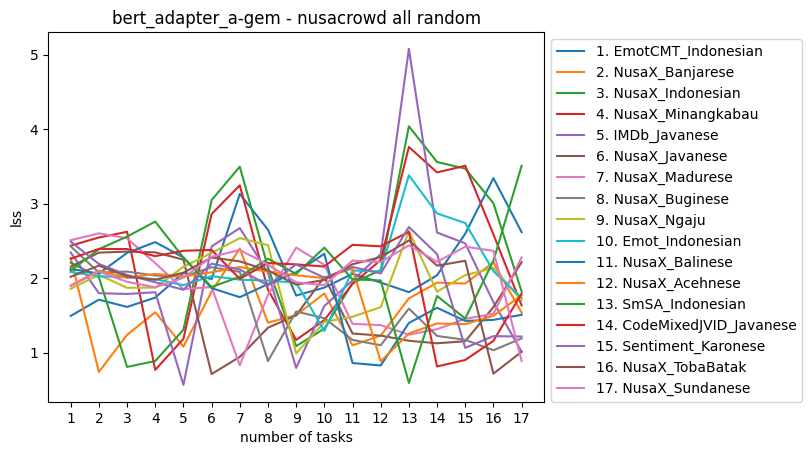 bert_adapter_a-gem - nusacrowd all random
5
4
3
2
1
lss
1 2 3 4 5 6 7 8 9 10 11 12 13 14 15 16 17
number of tasks
1. EmotCMT_Indonesian
2. NusaX_Banjarese
3. NusaX_Indonesian
4. NusaX_Minangkabau
5. IMDb_Javanese
6. NusaX_Javanese
7. NusaX_Madurese
8. NusaX_Buginese
9. NusaX_Ngaju
10. Emot_Indonesian
11. NusaX_Balinese
12. NusaX_Acehnese
13. SmSA_Indonesian
14. CodeMixedJVID_Javanese
15. Sentiment_Karonese
16. NusaX_TobaBatak
17. NusaX_Sundanese